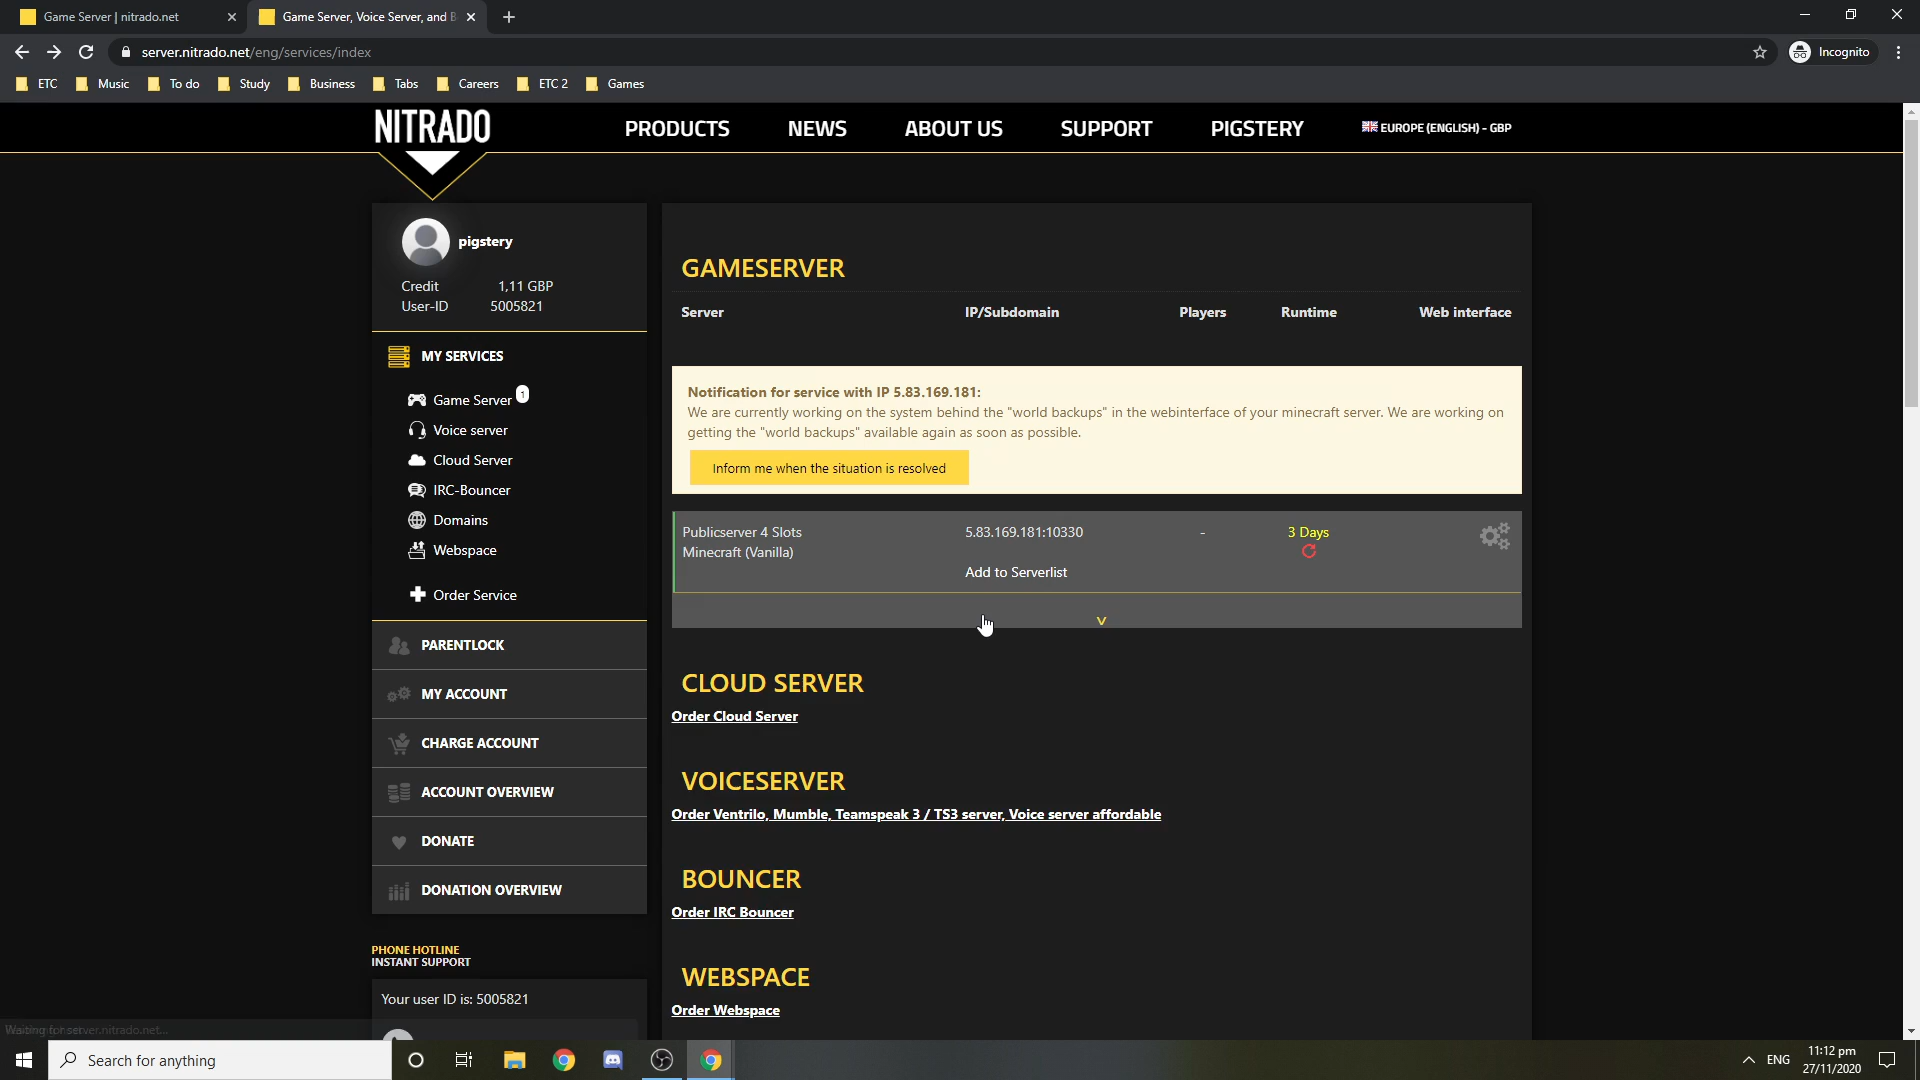 Game Server | nitrado.net
Game Server, Voice Server, and B
server.nitrado.net/eng/services/index
Incognito
ETC
Music
To do
Study
Business
Tabs
Careers
ETC 2
Games
NITRADO
PRODUCTS
NEWS
ABOUT US
SUPPORT
PIGSTERY
EUROPE (ENGLISH) - GBP
pigstery
Credit 1,11 GBP
User-ID 5005821
MY SERVICES
Game Server 1
Voice server
Cloud Server
IRC-Bouncer
Domains
Webspace
Order Service
PARENTLOCK
MY ACCOUNT
CHARGE ACCOUNT
ACCOUNT OVERVIEW
DONATE
DONATION OVERVIEW
PHONE HOTLINE
INSTANT SUPPORT
Your user ID is: 5005821
GAMESERVER
Server IP/Subdomain Players Runtime Web interface
Notification for service with IP 5.83.169.181:
We are currently working on the system behind the "world backups" in the webinterface of your minecraft server. We are working on
getting the "world backups" available again as soon as possible.
Inform me when the situation is resolved
Publicserver 4 Slots 5.83.169.181:10330 - 3 Days
Minecraft (Vanilla)
Add to Serverlist
v
CLOUD SERVER
Order Cloud Server
VOICESERVER
Order Ventrilo, Mumble, Teamspeak 3 / TS3 server, Voice server affordable
BOUNCER
Order IRC Bouncer
WEBSPACE
Order Webspace
Search for anything
ENG
11:12 pm
27/11/2020